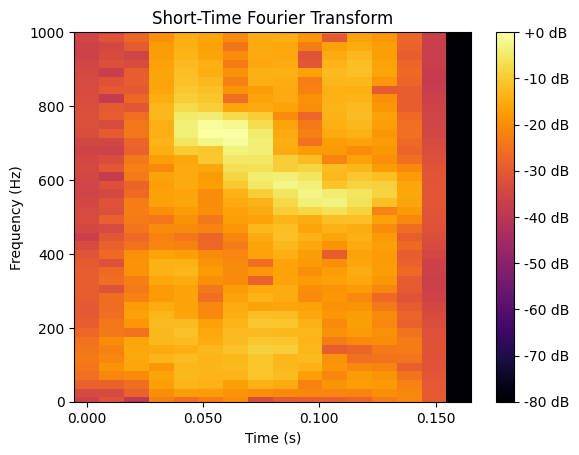 Short-Time Fourier Transform
1000
800
600
400
200
0
Frequency (Hz)
0.000
0.050
0.100
0.150
Time (s)
+0 dB
-10 dB
-20 dB
-30 dB
-40 dB
-50 dB
-60 dB
-70 dB
-80 dB